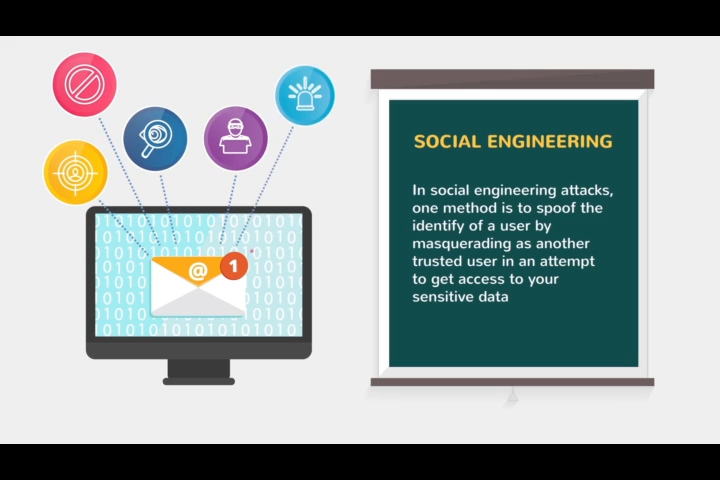 SOCIAL ENGINEERING
In social engineering attacks,
one method is to spoof the
identify of a user by
masquerading as another
trusted user in an attempt
to get access to your
sensitive data
@
1